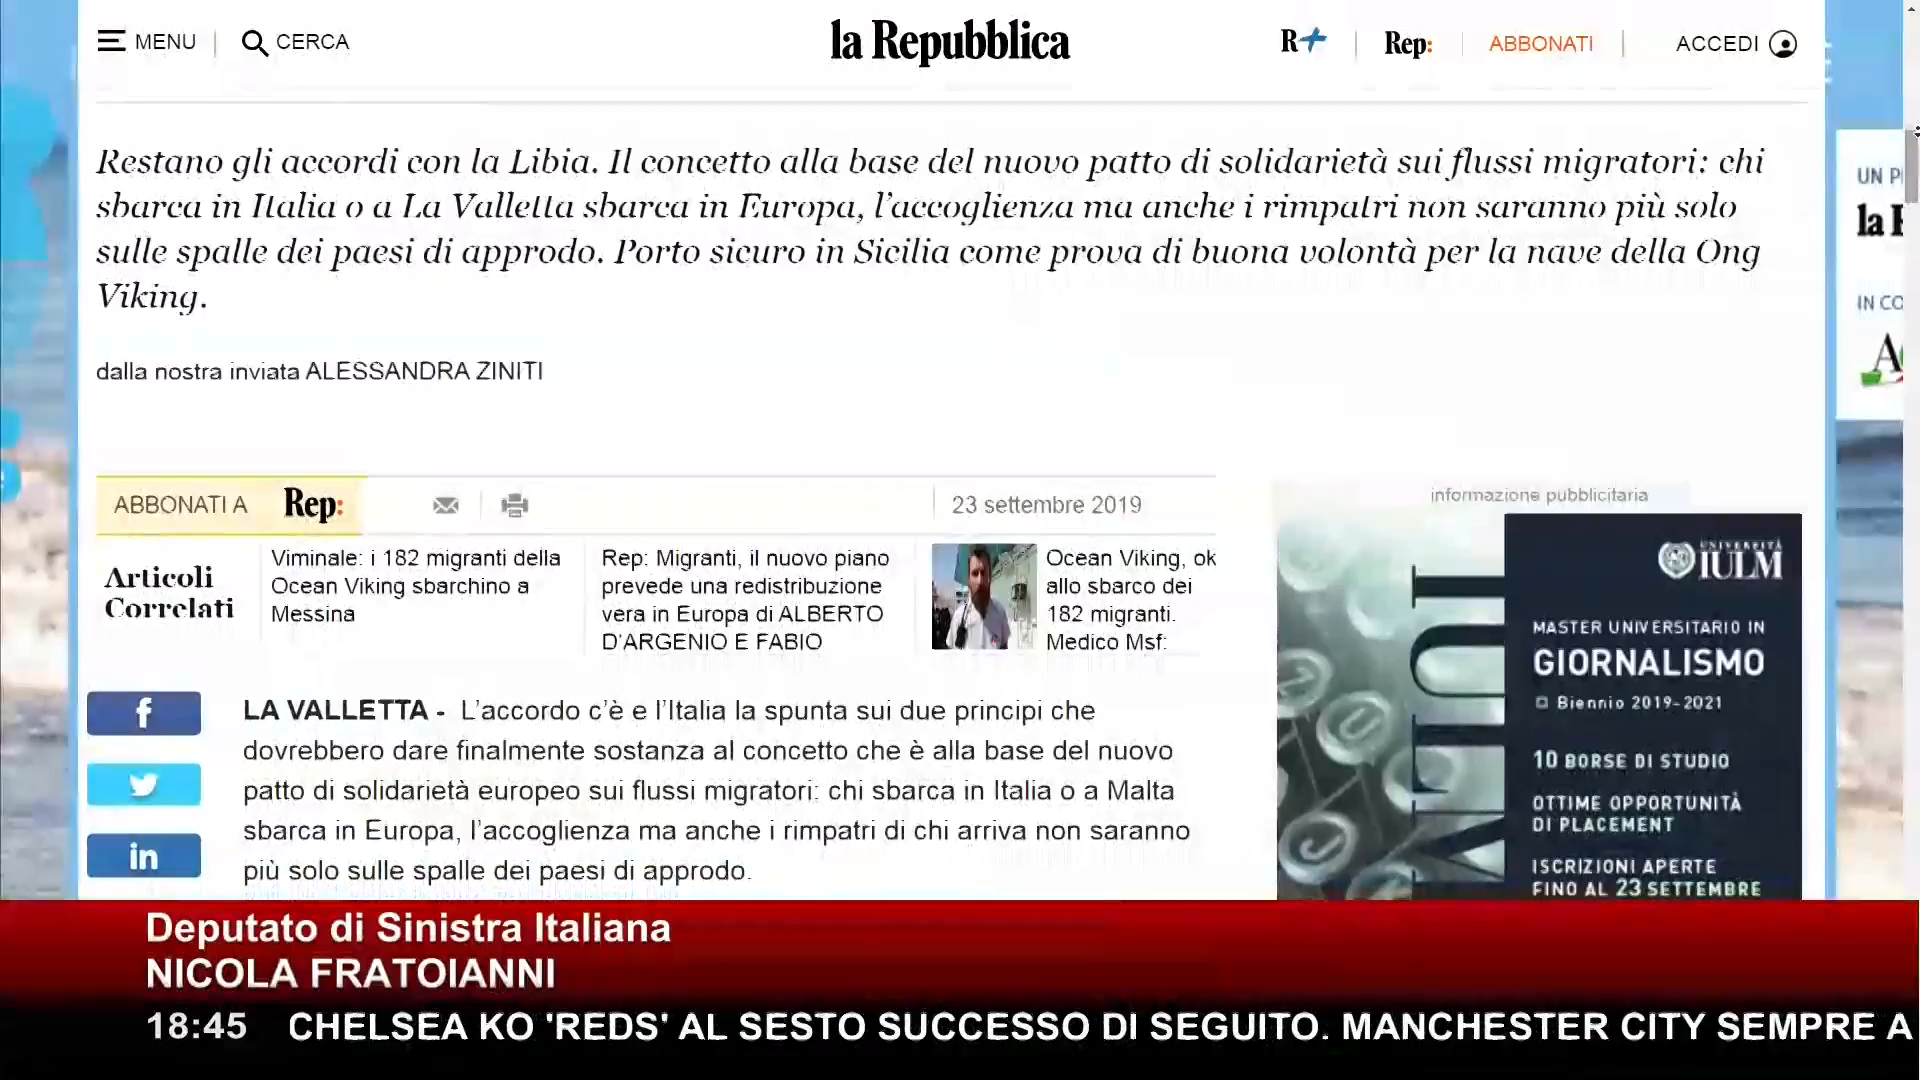 MENU
CERCA
la Repubblica
R+
Rep:
ABBONATI
ACCEDI
Restano gli accordi con la Libia. Il concetto alla base del nuovo patto di solidarietà sui flussi migratori: chi
sbarca in Italia o a La Valletta sbarca in Europa, l'accoglienza ma anche i rimpatri non saranno più solo
sulle spalle dei paesi di approdo. Porto sicuro in Sicilia come prova di buona volontà per la nave della Ong
Viking.
dalla nostra inviata ALESSANDRA ZINITI
ABBONATI A Rep:
23 settembre 2019
Articoli
Correlati
Viminale: i 182 migranti della
Ocean Viking sbarchino a
Messina
Rep: Migranti, il nuovo piano
prevede una redistribuzione
vera in Europa di ALBERTO
D'ARGENIO E FABIO
Ocean Viking, ok
allo sbarco dei
182 migranti.
Medico Msf:
f
in
LA VALLETTA - L'accordo c'è e l'Italia la spunta sui due principi che
dovrebbero dare finalmente sostanza al concetto che è alla base del nuovo
patto di solidarietà europeo sui flussi migratori: chi sbarca in Italia o a Malta
sbarca in Europa, l'accoglienza ma anche i rimpatri di chi arriva non saranno
più solo sulle spalle dei paesi di approdo.
informazione pubblicitaria
UNIVERSITÀ
IULM
MASTER UNIVERSITARIO IN
GIORNALISMO
Biennio 2019-2021
10 BORSE DI STUDIO
OTTIME OPPORTUNITÀ
DI PLACEMENT
ISCRIZIONI APERTE
FINO AL 23 SETTEMBRE
UN P
la R
IN CO
Deputato di Sinistra Italiana
NICOLA FRATOIANNI
18:45 CHELSEA KO 'REDS' AL SESTO SUCCESSO DI SEGUITO. MANCHESTER CITY SEMPRE A